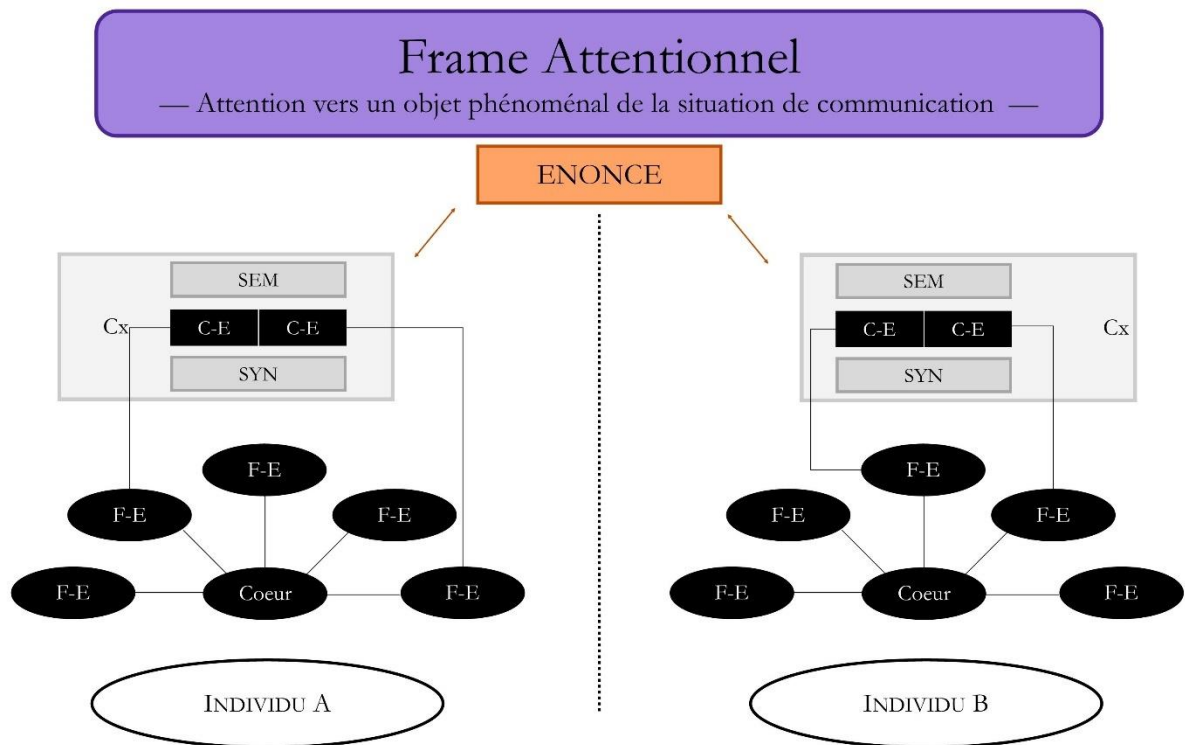 Frame Attentionnel
— Attention vers un objet phénoménal de la situation de communication —
ENONCE
SEM
Cx
C-E C-E
SYN
F-E
F-E
F-E
F-E
Coeur
F-E
INDIVIDU A
SEM
C-E C-E
Cx
SYN
F-E
F-E
F-E
F-E
Coeur
F-E
INDIVIDU B